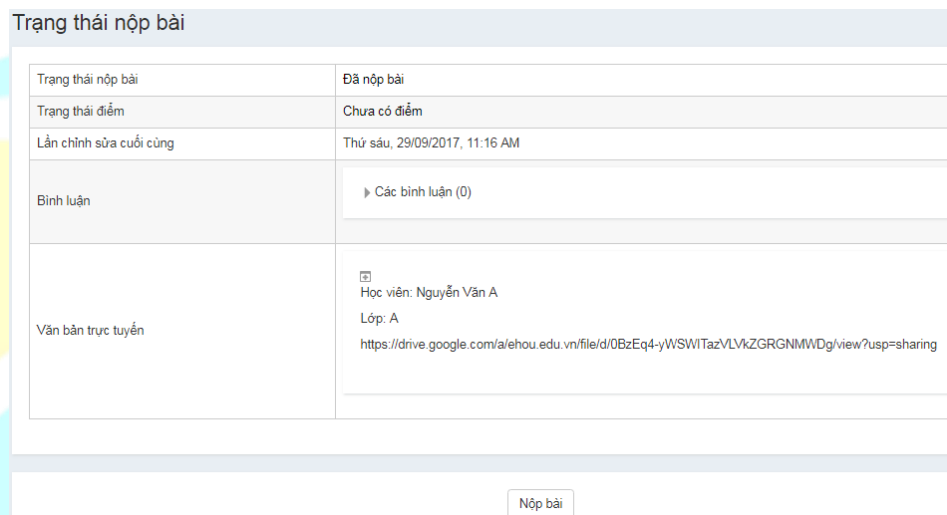 Trạng thái nộp bài
Trạng thái nộp bài
Đã nộp bài
Trạng thái điểm
Chưa có điểm
Lần chỉnh sửa cuối cùng
Thứ sáu, 29/09/2017, 11:16 AM
Bình luận
Các bình luận (0)
Văn bản trực tuyến
Học viên: Nguyễn Văn A
Lớp: A
https://drive.google.com/a/ehou.edu.vn/file/d/0BzEq4-yWSWlTazVLVkZGRGNMWDg/view?usp=sharing
Nộp bài